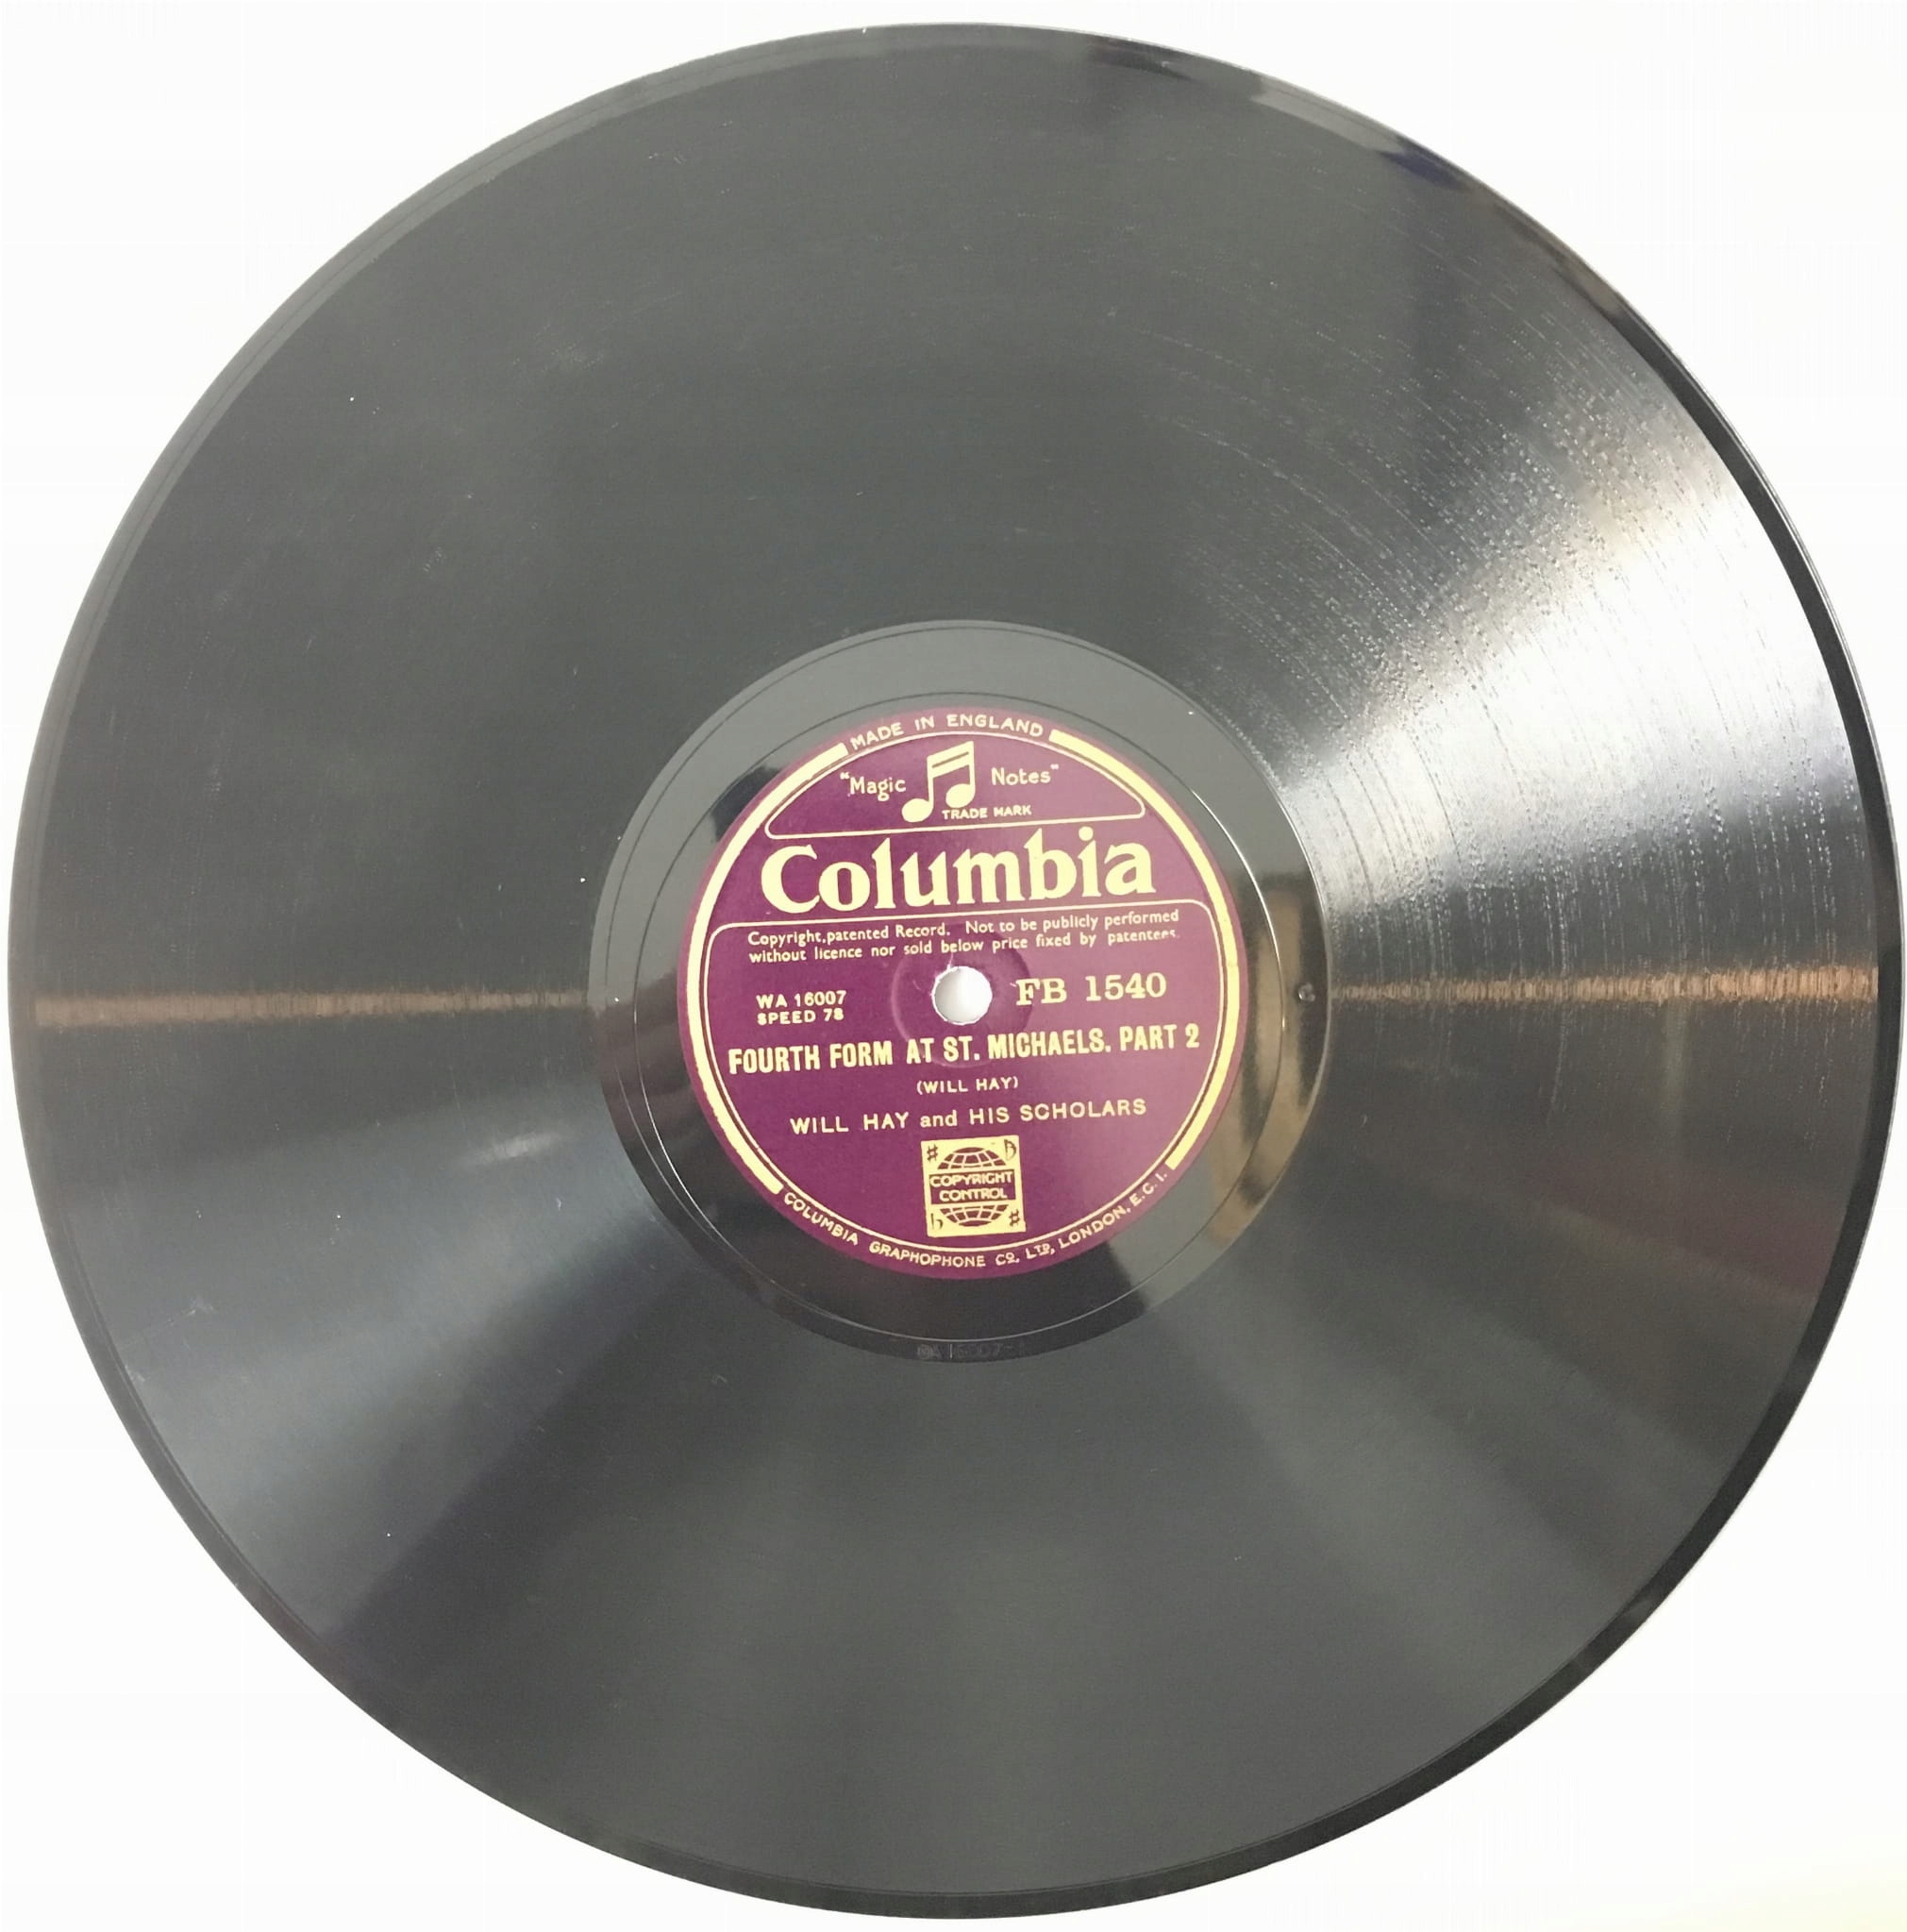 MADE IN ENGLAND
"Magic Notes"
TRADE MARK
Columbia
Copyright, patented Record. Not to be publicly performed
without licence nor sold below price fixed by patentees.
WA 16007
FB 1540
SPEED 78
FOURTH FORM AT ST. MICHAELS. PART 2
(WILL HAY)
WILL HAY and HIS SCHOLARS
COPYRIGHT
CONTROL
COLUMBIA GRAPHOPHONE CO. LTD, LONDON, E.C.1.